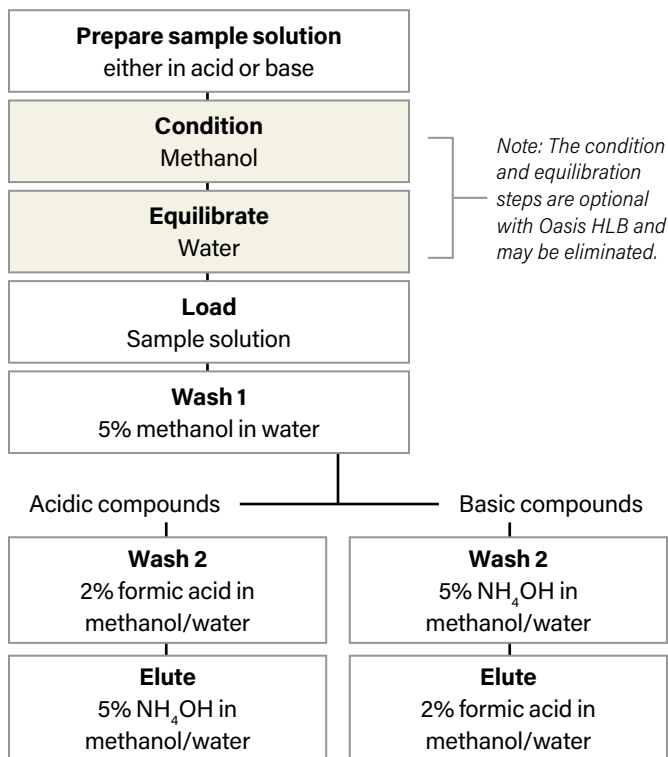 Prepare sample solution
either in acid or base
Condition
Methanol
Equilibrate
Water
Note: The condition
and equilibration
steps are optional
with Oasis HLB and
may be eliminated.
Load
Sample solution
Wash 1
5% methanol in water
Acidic compounds
Basic compounds
Wash 2
2% formic acid in
methanol/water
Wash 2
5% NH₄OH in
methanol/water
Elute
5% NH₄OH in
methanol/water
Elute
2% formic acid in
methanol/water